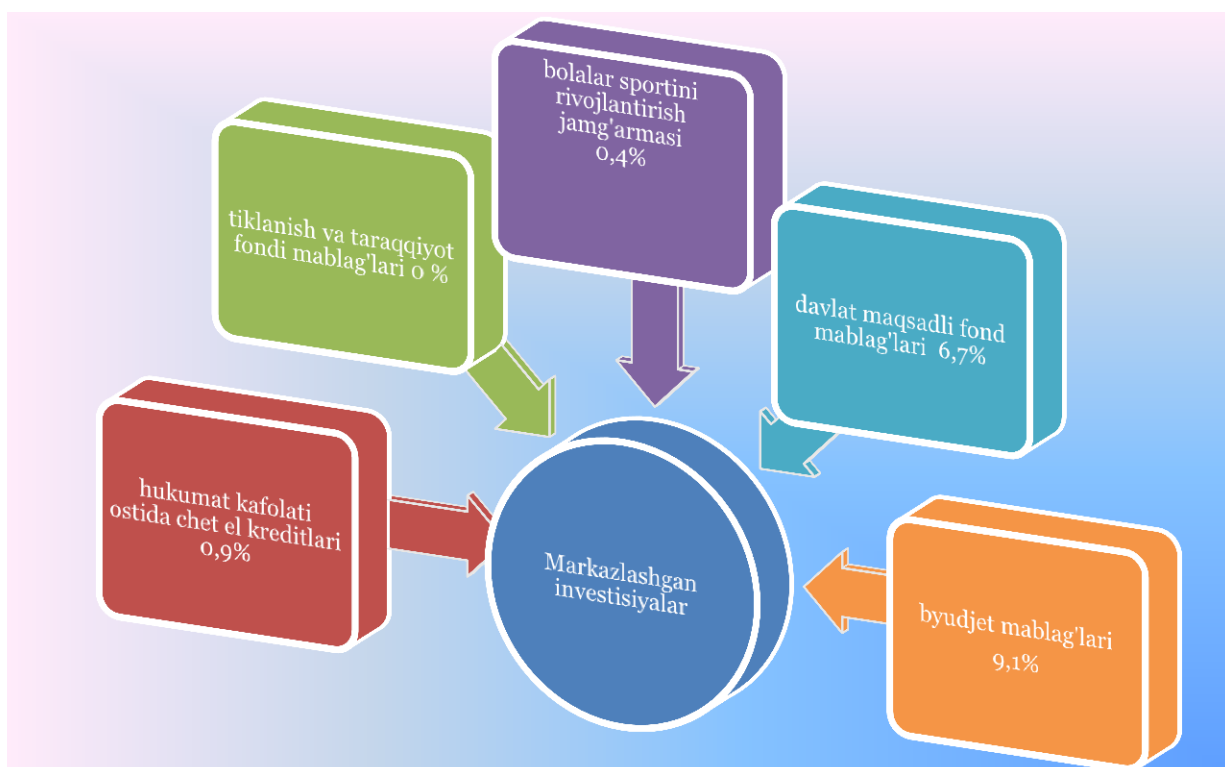 bolalar sportini
rivojlantirish
jamg'armasi
0,4%
tiklanish va taraqqiyot
fondi mablag'lari 0 %
davlat maqsadli fond
mablag'lari 6,7%
hukumat kafolati
ostida chet el kreditlari
0,9%
Markazlashgan
investisiyalar
byudjet mablag'lari
9,1%